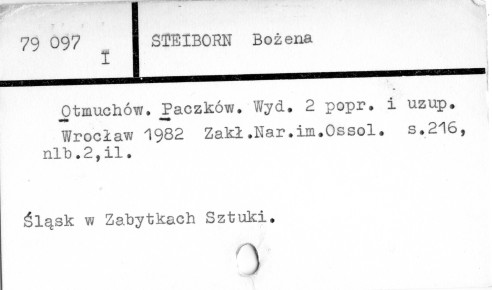 79 097 I STEIBORN Bożena
Otmuchów. Paczków. Wyd. 2 popr. i uzup.
Wrocław 1982 Zakł.Nar.im.Ossol. s.216,
nlb.2,il.
Śląsk w Zabytkach Sztuki.